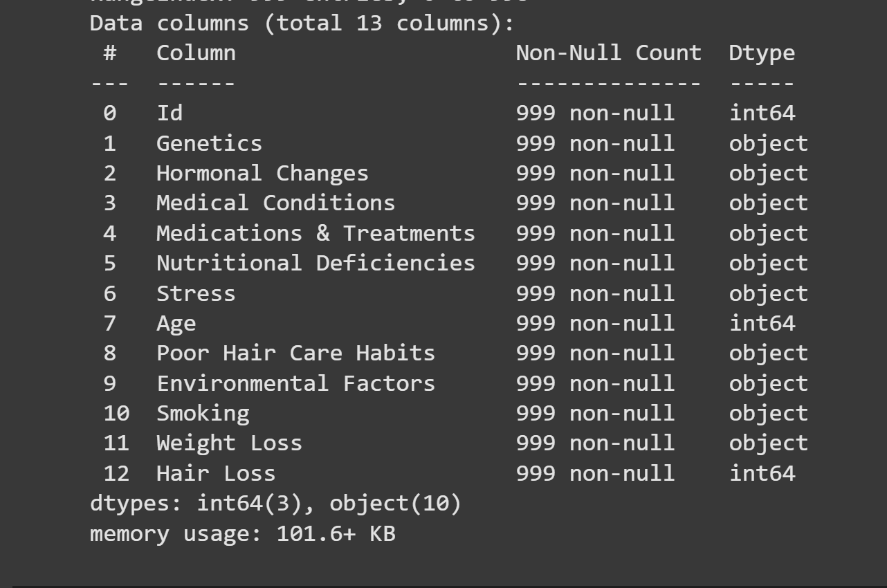 Data columns (total 13 columns):
 #   Column                      Non-Null Count  Dtype
---  ------                      --------------  -----
 0   Id                          999 non-null    int64
 1   Genetics                    999 non-null    object
 2   Hormonal Changes            999 non-null    object
 3   Medical Conditions          999 non-null    object
 4   Medications & Treatments    999 non-null    object
 5   Nutritional Deficiencies    999 non-null    object
 6   Stress                      999 non-null    object
 7   Age                         999 non-null    int64
 8   Poor Hair Care Habits       999 non-null    object
 9   Environmental Factors       999 non-null    object
 10  Smoking                     999 non-null    object
 11  Weight Loss                 999 non-null    object
 12  Hair Loss                   999 non-null    int64
dtypes: int64(3), object(10)
memory usage: 101.6+ KB